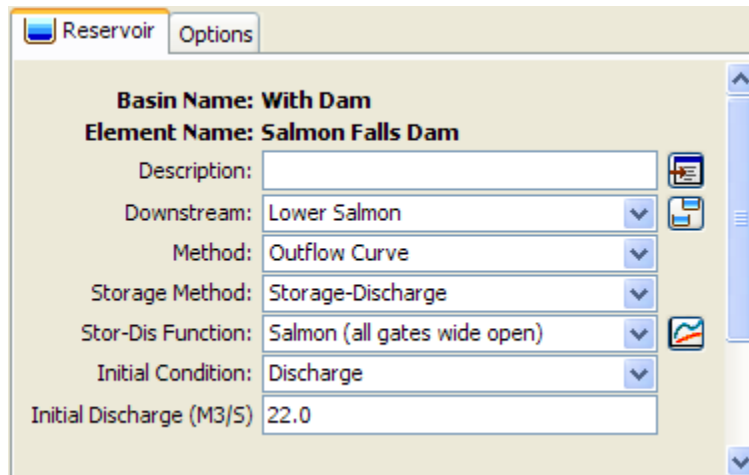 Reservoir Options
Basin Name: With Dam
Element Name: Salmon Falls Dam
Description:
Downstream: Lower Salmon
Method: Outflow Curve
Storage Method: Storage-Discharge
Stor-Dis Function: Salmon (all gates wide open)
Initial Condition: Discharge
Initial Discharge (M3/S) 22.0